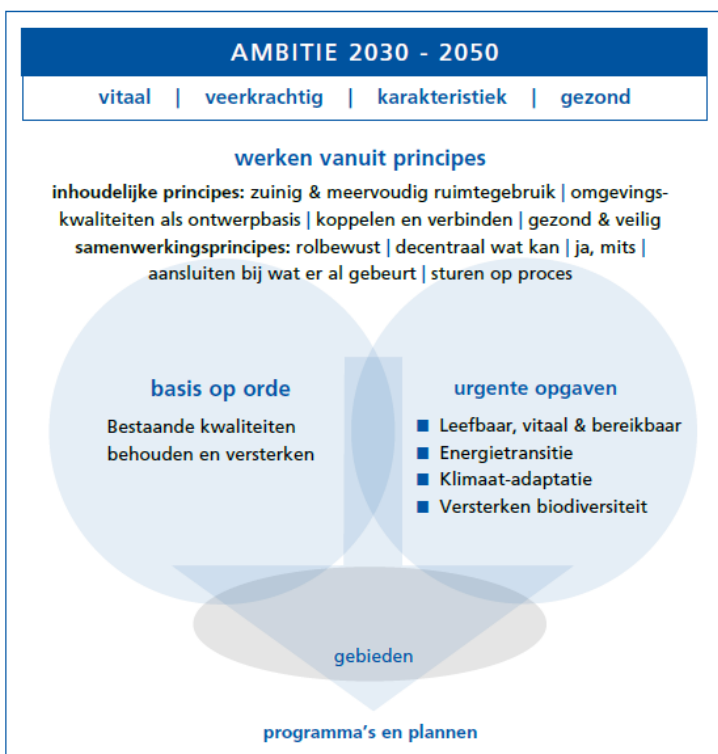 AMBITIE 2030 - 2050
vitaal | veerkrachtig | karakteristiek | gezond
werken vanuit principes
inhoudelijke principes: zuinig & meervoudig ruimtegebruik | omgevings-
kwaliteiten als ontwerpbasis | koppelen en verbinden | gezond & veilig
samenwerkingsprincipes: rolbewust | decentraal wat kan | ja, mits |
aansluiten bij wat er al gebeurt | sturen op proces
basis op orde
Bestaande kwaliteiten
behouden en versterken
urgente opgaven
■ Leefbaar, vitaal & bereikbaar
■ Energietransitie
■ Klimaat-adaptatie
■ Versterken biodiversiteit
gebieden
programma's en plannen